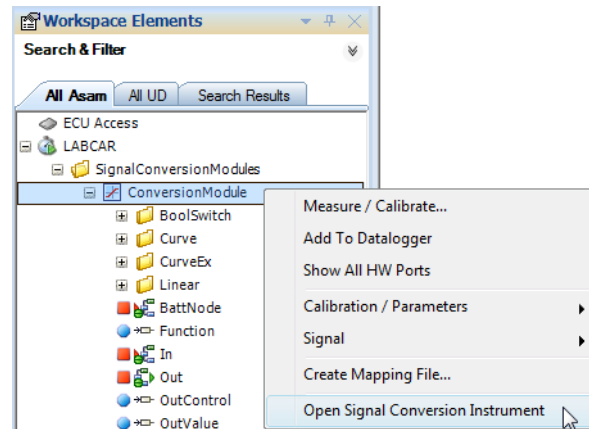 Workspace Elements
Search & Filter
All Asam All UD Search Results
ECU Access
LABCAR
SignalConversionModules
ConversionModule
BoolSwitch
Curve
CurveEx
Linear
BattNode
Function
In
Out
OutControl
OutValue
Measure / Calibrate...
Add To Datalogger
Show All HW Ports
Calibration / Parameters
Signal
Create Mapping File...
Open Signal Conversion Instrument